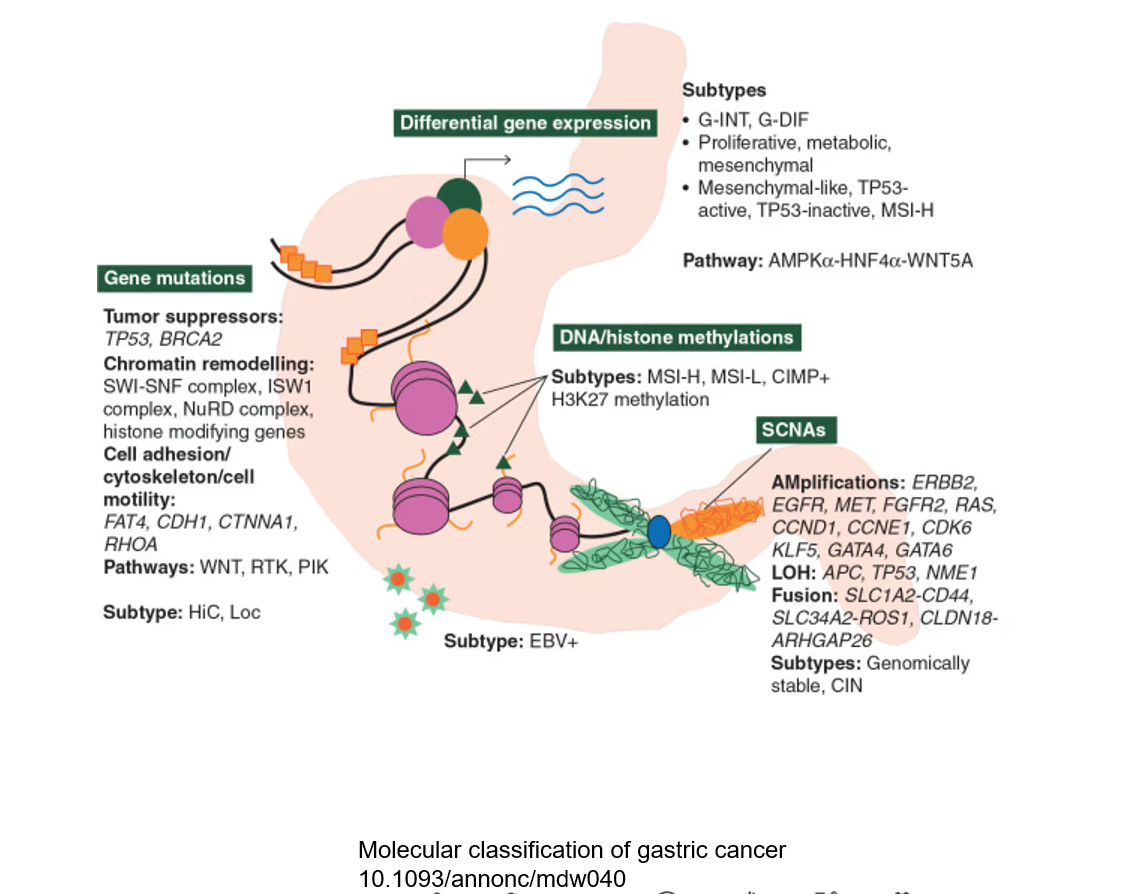 Differential gene expression
Subtypes
• G-INT, G-DIF
• Proliferative, metabolic,
mesenchymal
• Mesenchymal-like, TP53-
active, TP53-inactive, MSI-H
Pathway: AMPKα-HNF4α-WNT5A
Gene mutations
Tumor suppressors:
TP53, BRCA2
Chromatin remodelling:
SWI-SNF complex, ISW1
complex, NuRD complex,
histone modifying genes
Cell adhesion/
cytoskeleton/cell
motility:
FAT4, CDH1, CTNNA1,
RHOA
Pathways: WNT, RTK, PIK
Subtype: HiC, Loc
DNA/histone methylations
Subtypes: MSI-H, MSI-L, CIMP+
H3K27 methylation
SCNAs
AMplifications: ERBB2,
EGFR, MET, FGFR2, RAS,
CCND1, CCNE1, CDK6
KLF5, GATA4, GATA6
LOH: APC, TP53, NME1
Fusion: SLC1A2-CD44,
SLC34A2-ROS1, CLDN18-
ARHGAP26
Subtypes: Genomically
stable, CIN
Subtype: EBV+
Molecular classification of gastric cancer
10.1093/annonc/mdw040